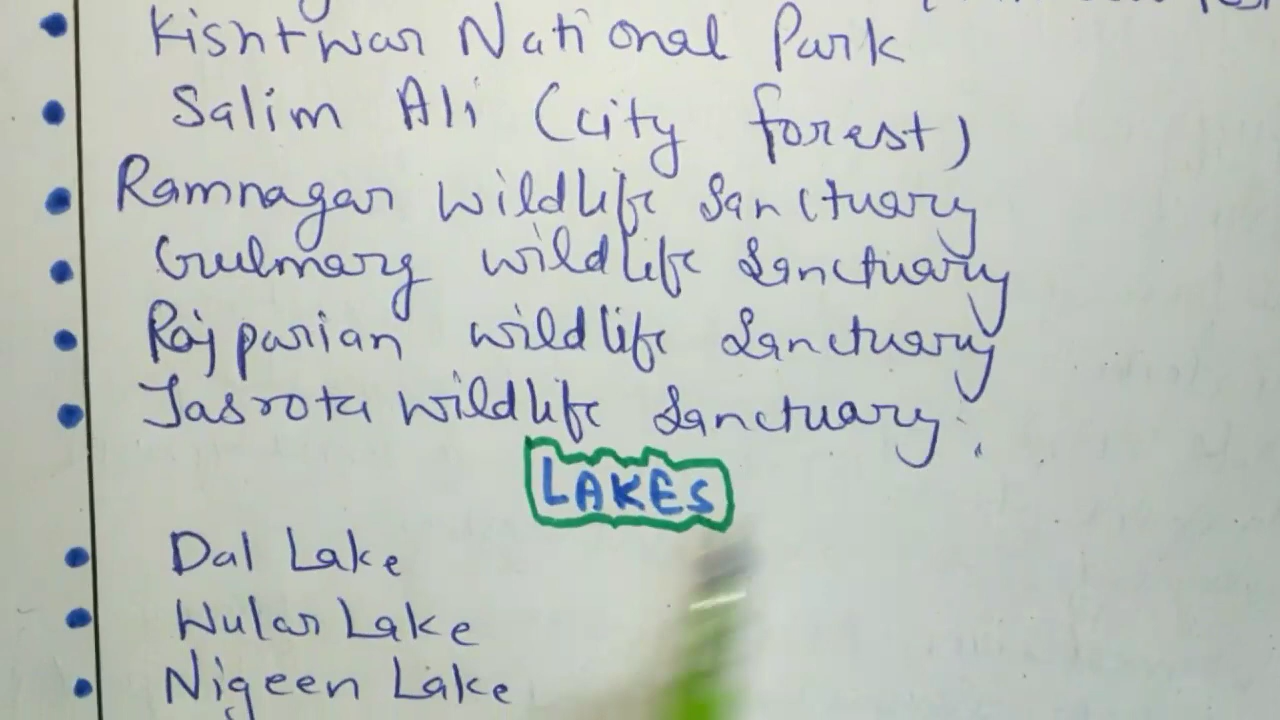 Kishtwar National Park
Salim Ali (city forest)
Ramnagar wildlife Sanctuary
Gulmarg wildlife Sanctuary
Rajparian wildlife Sanctuary
Jasrota wildlife Sanctuary.
LAKES
Dal Lake
Wular Lake
Nigeen Lake